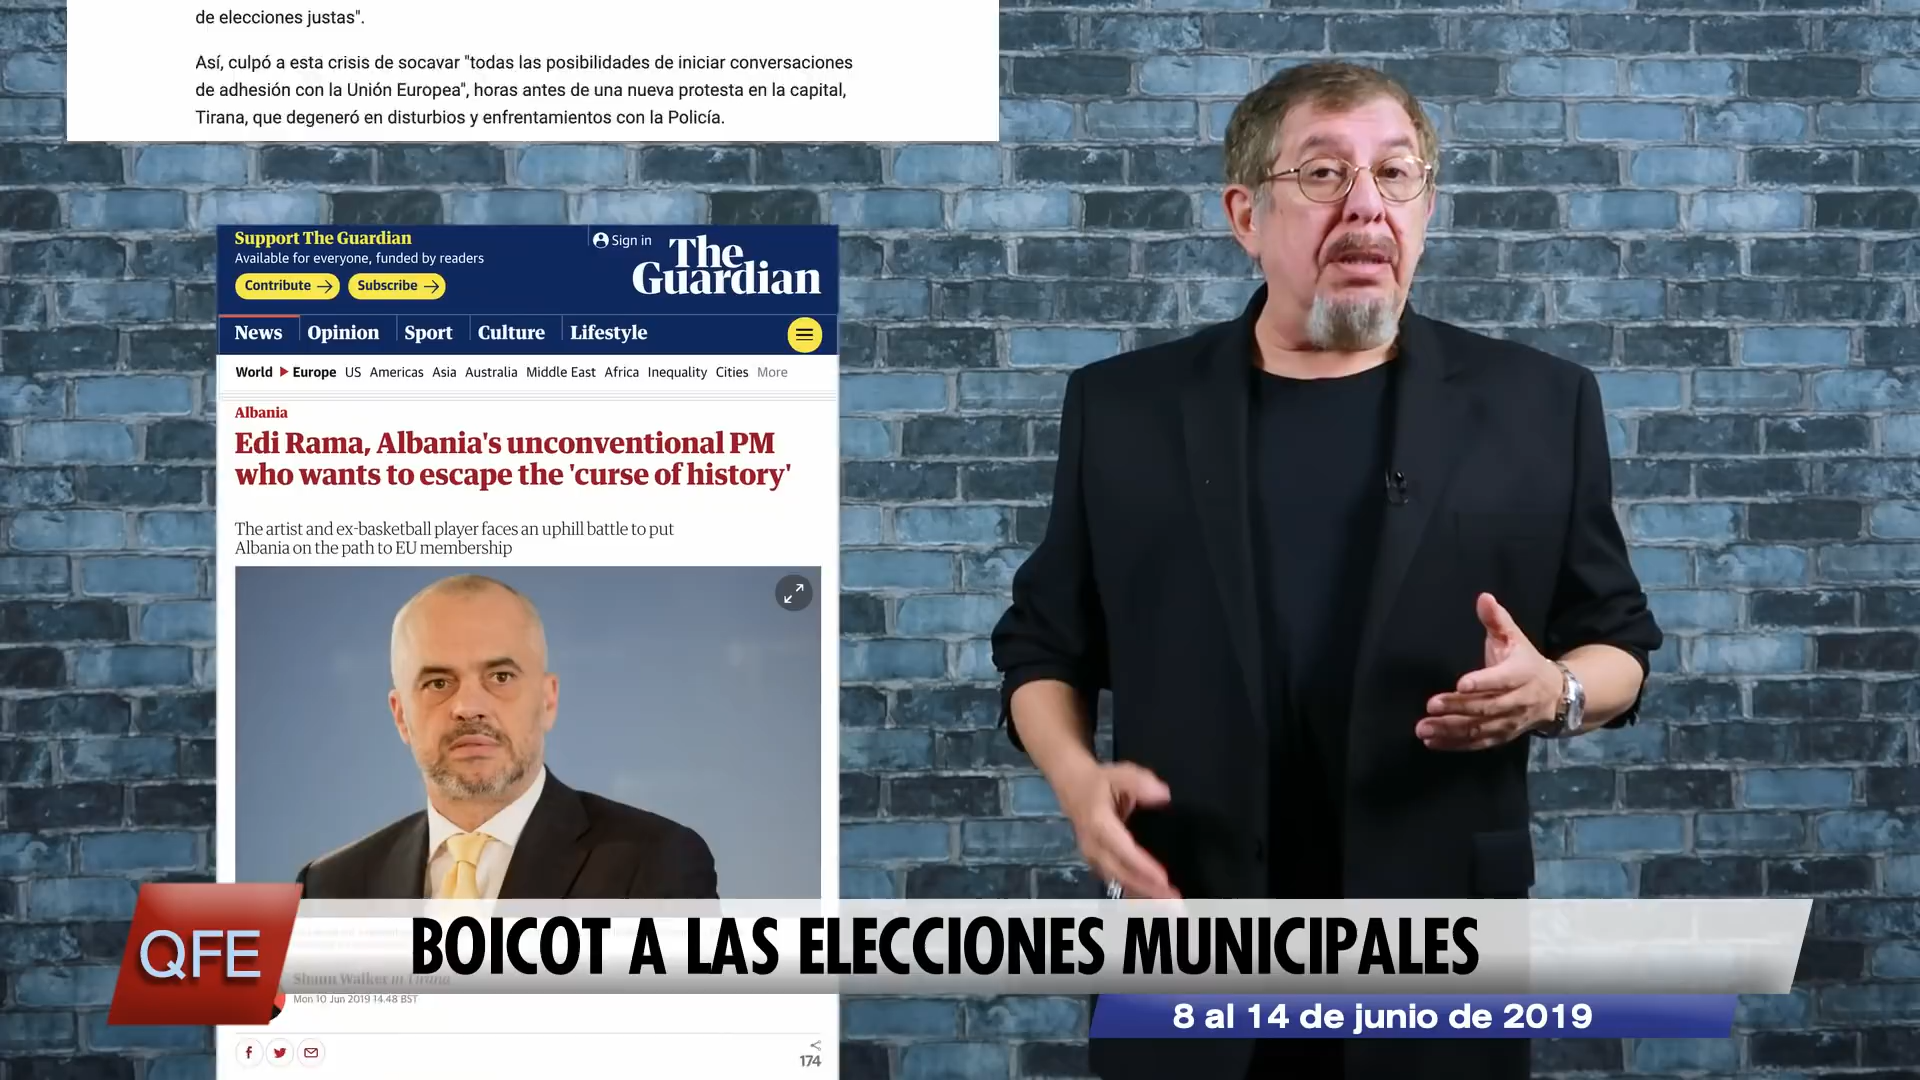 de elecciones justas".
Así, culpó a esta crisis de socavar "todas las posibilidades de iniciar conversaciones
de adhesión con la Unión Europea", horas antes de una nueva protesta en la capital,
Tirana, que degeneró en disturbios y enfrentamientos con la Policía.
Support The Guardian
Available for everyone, funded by readers
Contribute → Subscribe →
Sign in
The
Guardian
News Opinion Sport Culture Lifestyle
World Europe US Americas Asia Australia Middle East Africa Inequality Cities More
Albania
Edi Rama, Albania's unconventional PM
who wants to escape the 'curse of history'
The artist and ex-basketball player faces an uphill battle to put
Albania on the path to EU membership
QFE
BOICOT A LAS ELECCIONES MUNICIPALES
Shaun Walker in Tirana
Mon 10 Jun 2019 14.48 BST
8 al 14 de junio de 2019
174